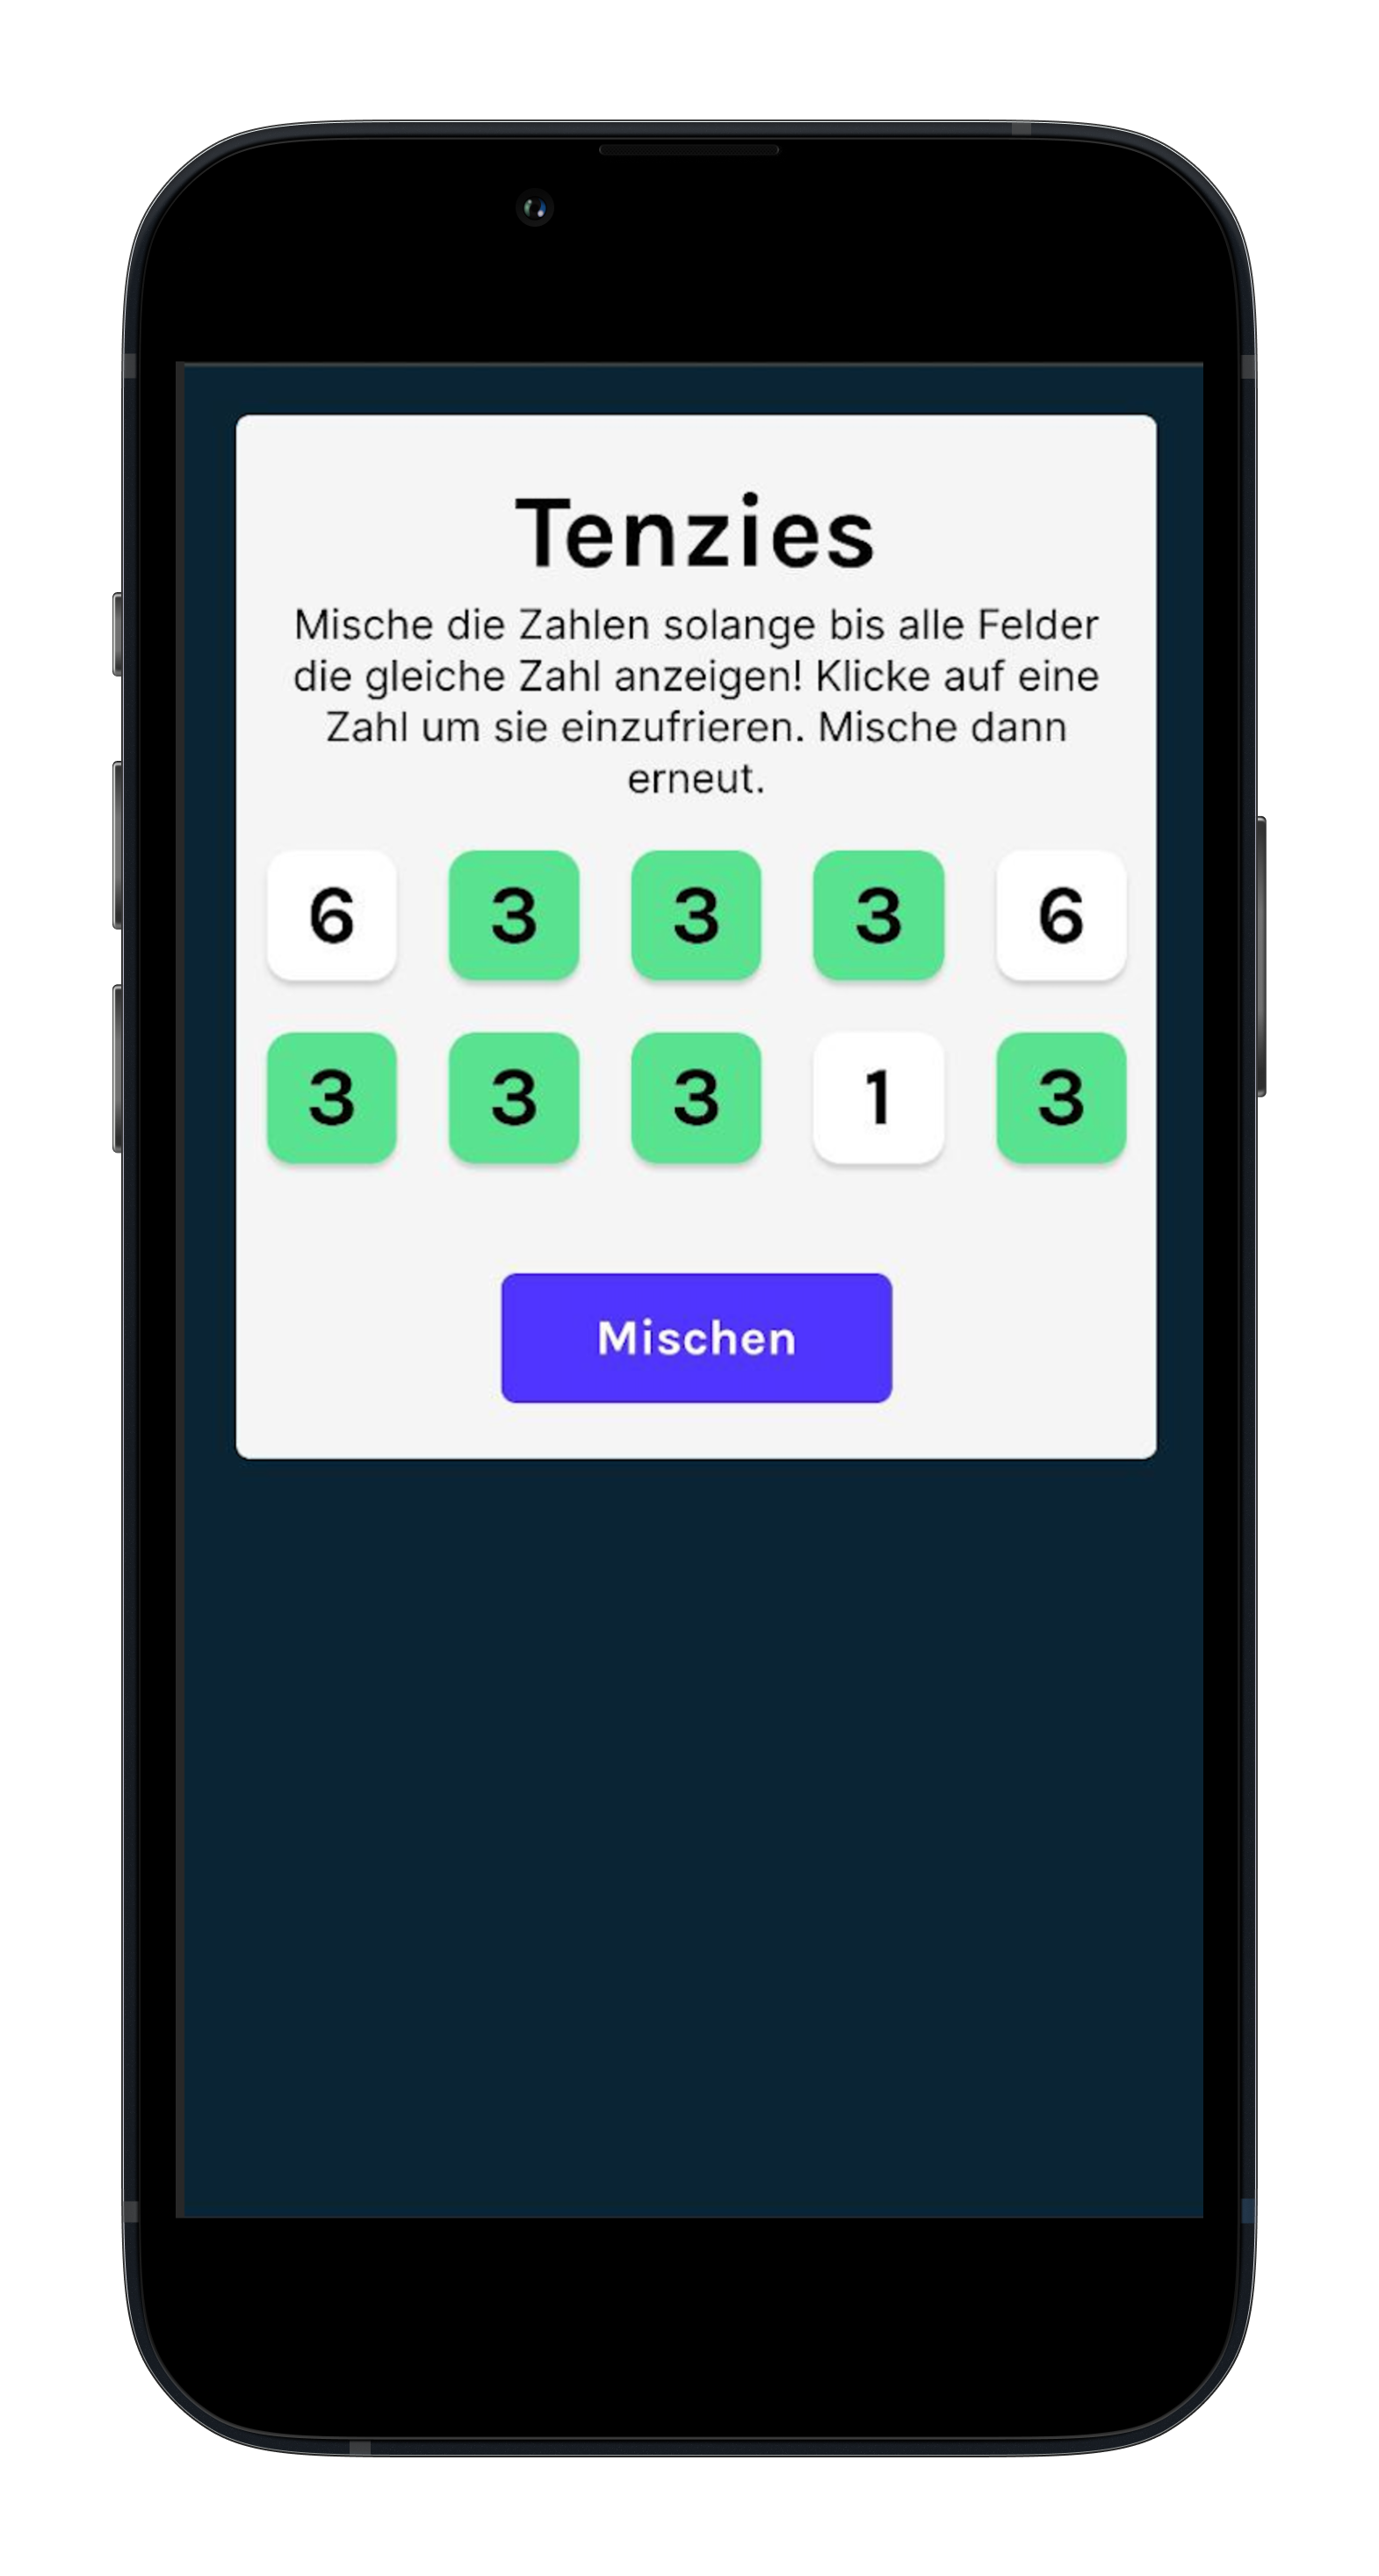 Tenzies
Mische die Zahlen solange bis alle Felder
die gleiche Zahl anzeigen! Klicke auf eine
Zahl um sie einzufrieren. Mische dann
erneut.
6 3 3 3 6
3 3 3 1 3
Mischen